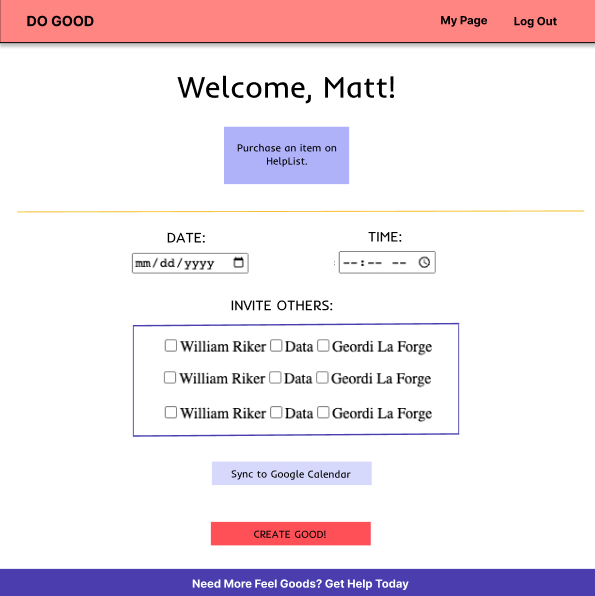 DO GOOD My Page Log Out
Welcome, Matt!
Purchase an item on
HelpList.
DATE: TIME:
mm/dd/yyyy : --:-- --
INVITE OTHERS:
William Riker Data Geordi La Forge
William Riker Data Geordi La Forge
William Riker Data Geordi La Forge
Sync to Google Calendar
CREATE GOOD!
Need More Feel Goods? Get Help Today